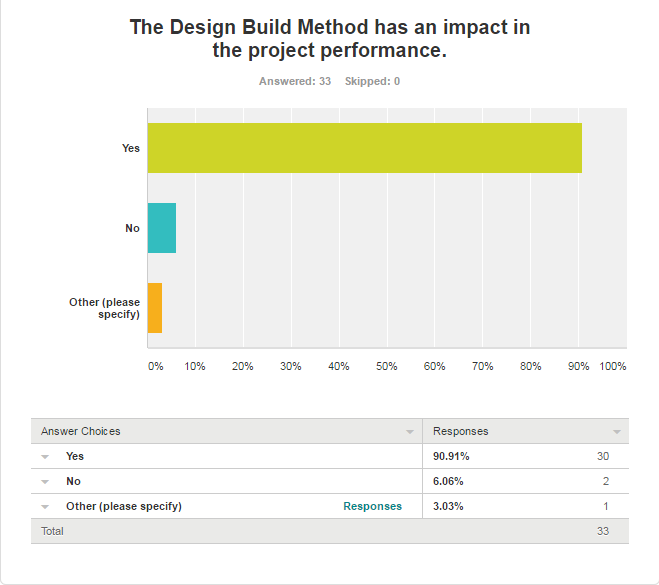 The Design Build Method has an impact in
the project performance.
Answered: 33 Skipped: 0
Yes
No
Other (please
specify)
0% 10% 20% 30% 40% 50% 60% 70% 80% 90% 100%
Answer Choices Responses
Yes 90.91% 30
No 6.06% 2
Other (please specify) Responses 3.03% 1
Total 33